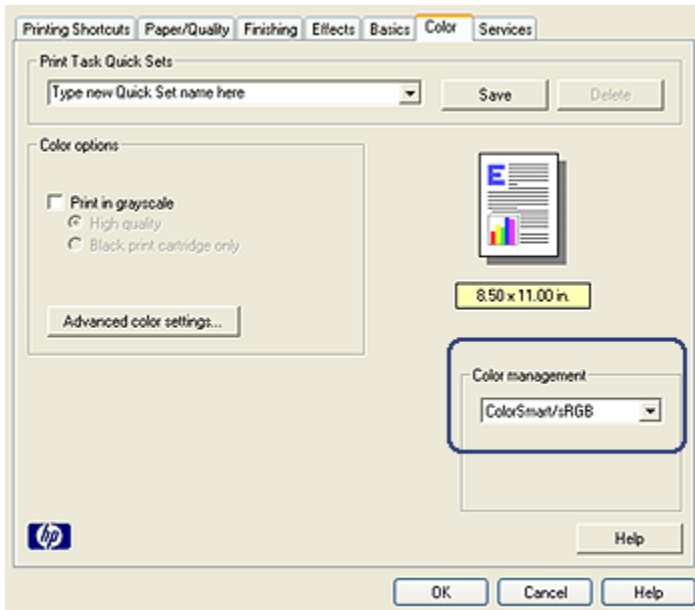 Printing Shortcuts Paper/Quality Finishing Effects Basics Color Services
Print Task Quick Sets
Type new Quick Set name here Save Delete
Color options
Print in grayscale
High quality
Black print cartridge only
E
8.50 x 11.00 in.
Advanced color settings...
Color management
ColorSmart/sRGB
hp
Help
OK Cancel Help